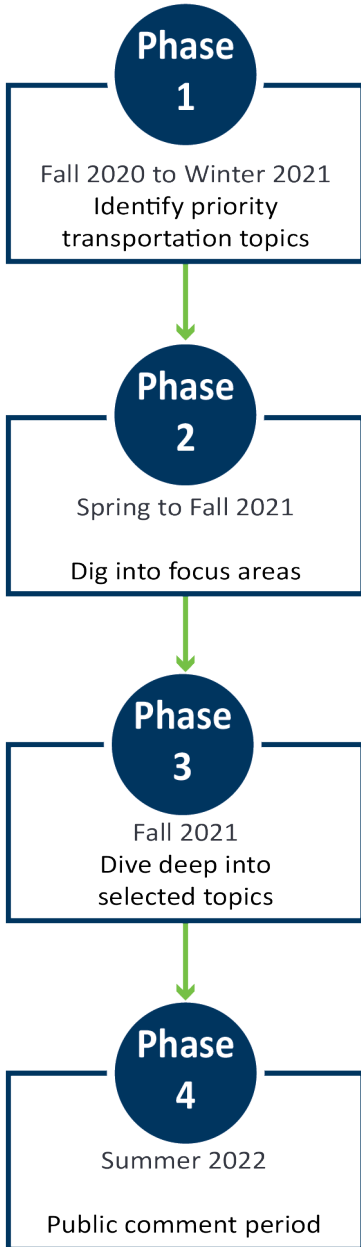 Phase
1
Fall 2020 to Winter 2021
Identify priority
transportation topics
Phase
2
Spring to Fall 2021
Dig into focus areas
Phase
3
Fall 2021
Dive deep into
selected topics
Phase
4
Summer 2022
Public comment period